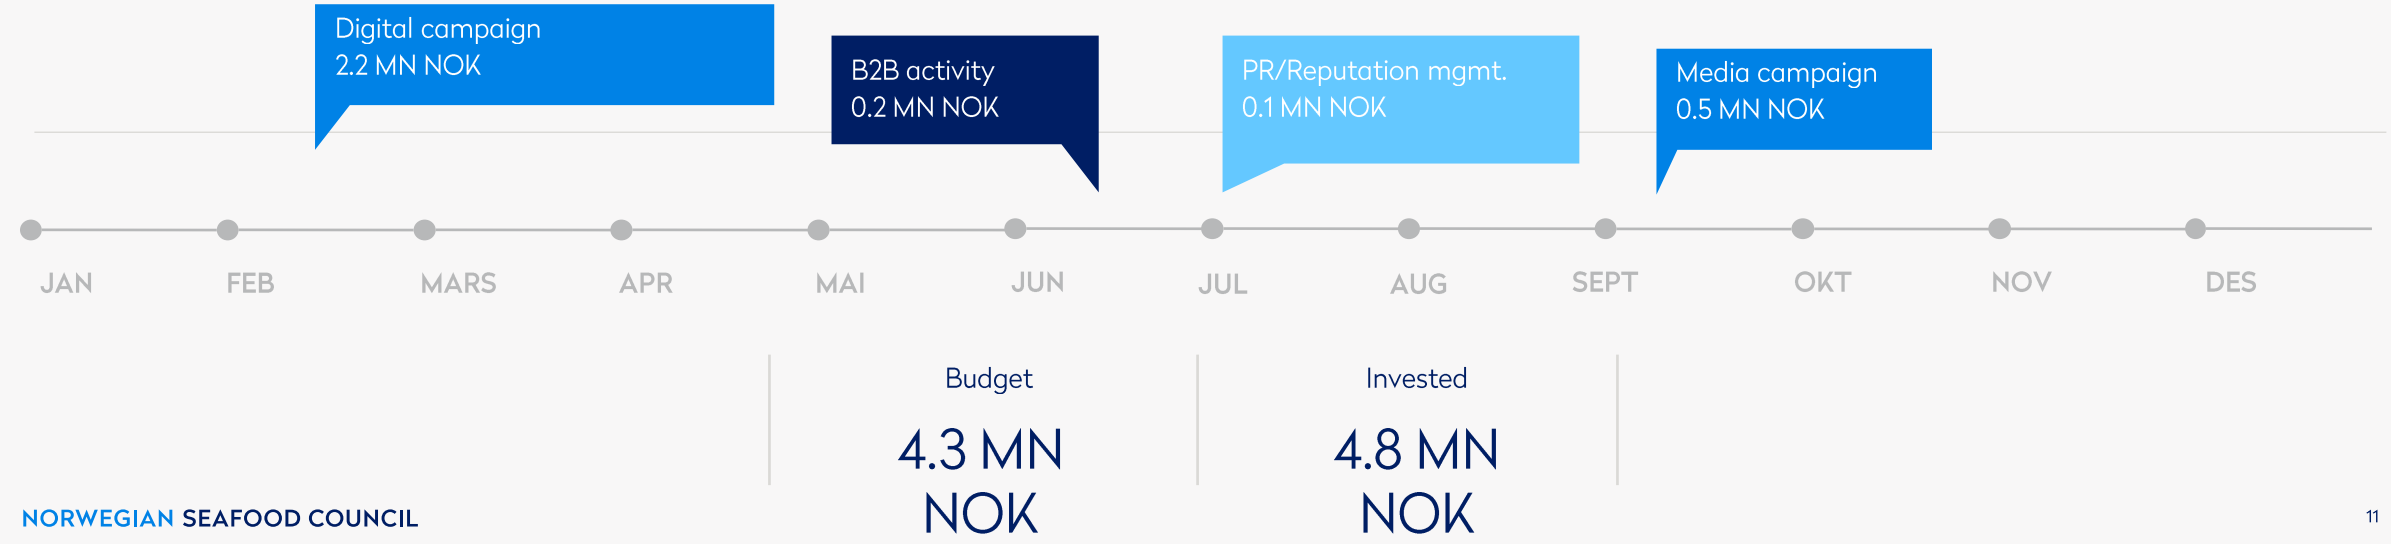 Digital campaign
2.2 MN NOK
B2B activity
0.2 MN NOK
PR/Reputation mgmt.
0.1 MN NOK
Media campaign
0.5 MN NOK
JAN FEB MARS APR MAI JUN JUL AUG SEPT OKT NOV DES
Budget
4.3 MN
NOK
Invested
4.8 MN
NOK
NORWEGIAN SEAFOOD COUNCIL
11